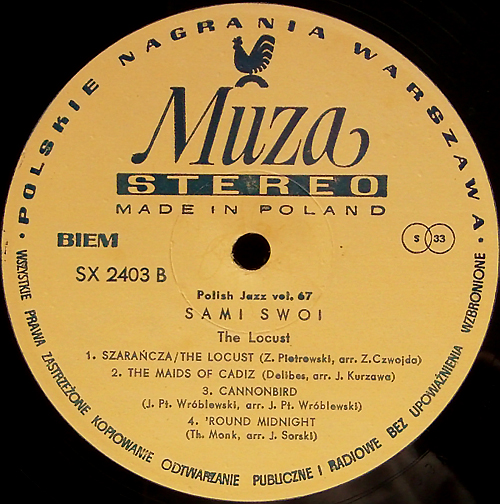 • POLSKIE NAGRANIA WARSZAWA •
Muza
STEREO
MADE IN POLAND
BIEM
S 33
SX 2403 B
Polish Jazz vol. 67
SAMI SWOI
The Locust
1. SZARAŃCZA/THE LOCUST (Z. Piotrowski, arr. Z.Czwojda)
2. THE MAIDS OF CADIZ (Delibes, arr. J. Kurzawa)
3. CANNONBIRD
(J. Pt. Wróblewski, arr. J. Pt. Wróblewski)
4. 'ROUND MIDNIGHT
(Th. Monk, arr. J. Sorski)
WSZYSTKIE PRAWA ZASTRZEŻONE KOPIOWANIE ODTWARZANIE PUBLICZNE I RADIOWE BEZ UPOWAŻNIENIA WZBRONIONE